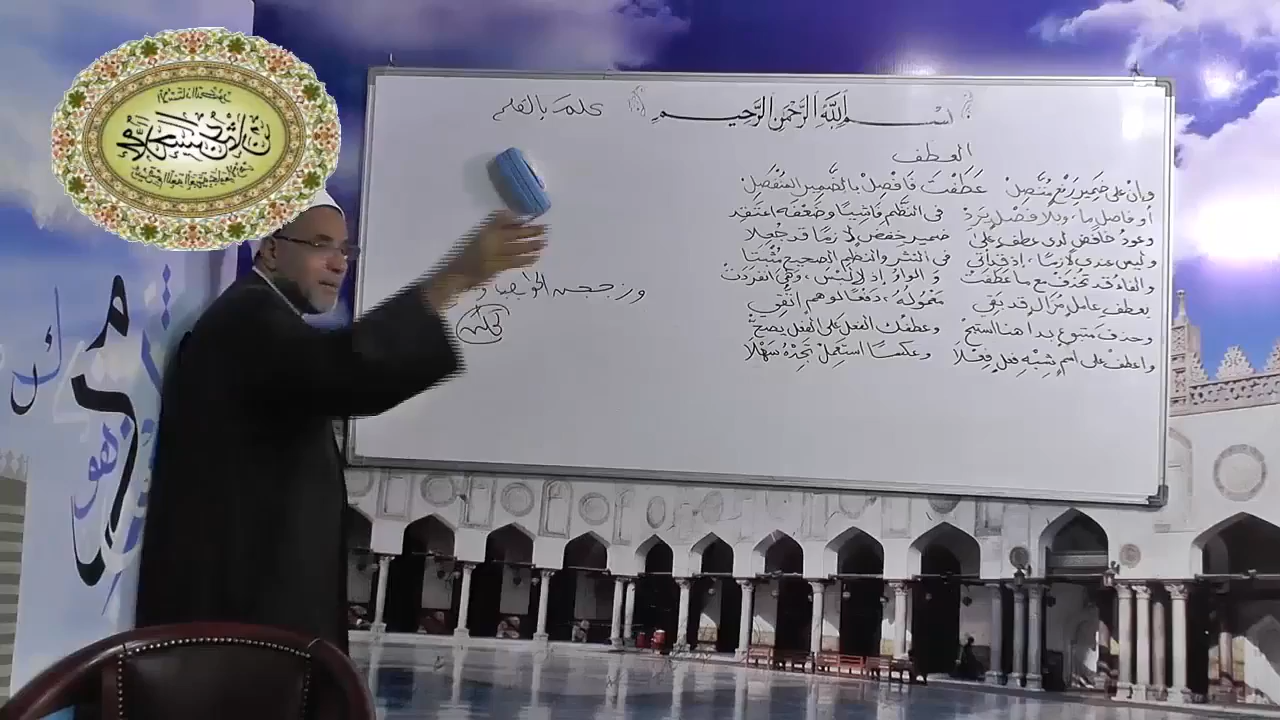 بسم الله الرحمن الرحيم
علم بالقلم
العطف
وإن على ضمير رفع متصل عطفت فافصل بالضمير المنفصل
أو فاصل ما، وبلا فصل يرد في النظم فاشيا وضعفه اعتقد
وعود خافض لدى عطف على ضمير خفض لازما قد جعلا
وليس عندي لازما، إذ قد أتى في النثر والنظم الصحيح مثبتا
والفاء قد تحذف مع ما عطفت والواو إذ لا لبس، وهي انفردت
بعطف عامل مزال قد بقي معموله، دفعا لوهم اتقي
وحذف متبوع بدا هنا استبح وعطفك الفعل على الفعل يصح
واعطف على اسم شبه فعل فعلا وعكسا استعمل تجده سهلا
وزججن الحواجب و
هو
ك